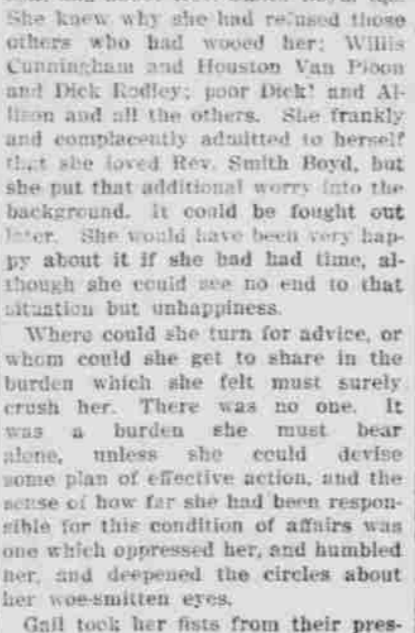 She knew why she had refused those
others who had wooed her; Willis
Cunningham and Houston Van Ploon
and Dick Rodley; poor Dick! and Al-
lison and all the others. She frankly
and complacently admitted to herself
that she loved Rev. Smith Boyd, but
she put that additional worry into the
background. It could be fought out
later. She would have been very hap-
py about it if she had had time, al-
though she could see no end to that
situation but unhappiness.
Where could she turn for advice, or
whom could she get to share in the
burden which she felt must surely
crush her. There was no one. It
was a burden she must bear
alone, unless she could devise
some plan of effective action, and the
sense of how far she had been respon-
sible for this condition of affairs was
one which oppressed her, and humbled
her, and deepened the circles about
her woe-smitten eyes.
Gail took her fists from their pres-